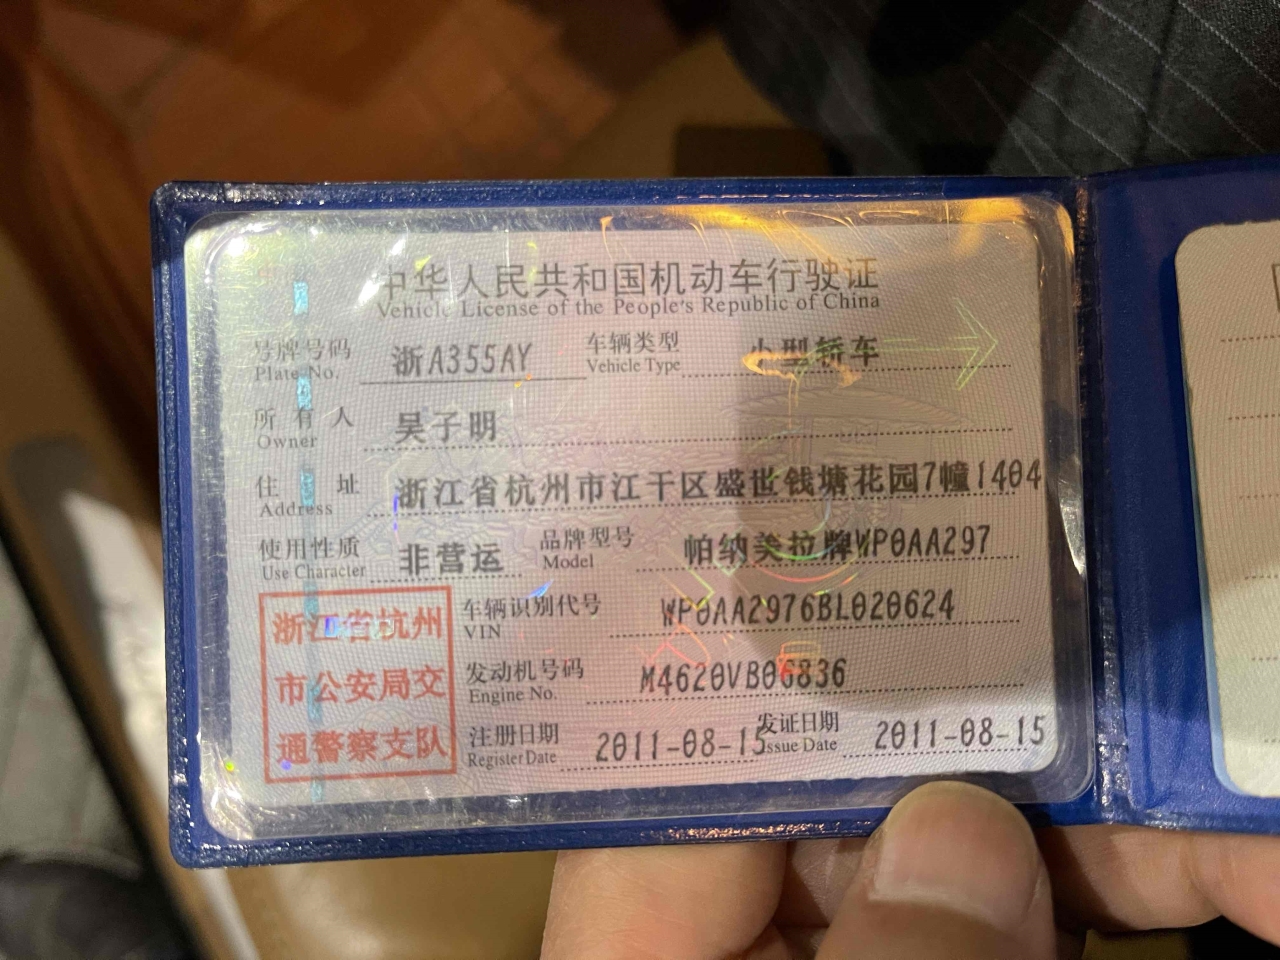 中华人民共和国机动车行驶证
Vehicle License of the People's Republic of China
号牌号码 浙A355AY 车辆类型 小型轿车
Plate No. Vehicle Type
所有人 吴子明
Owner
住址 浙江省杭州市江干区盛世钱塘花园7幢1404
Address
使用性质 非营运 品牌型号 帕纳美拉牌WP0AA297
Use Character Model
浙江省杭州
市公安局交
通警察支队
车辆识别代号 WP0AA2976BL020624
VIN
发动机号码 M4620VB06836
Engine No.
注册日期 2011-08-15 发证日期 2011-08-15
Register Date Issue Date